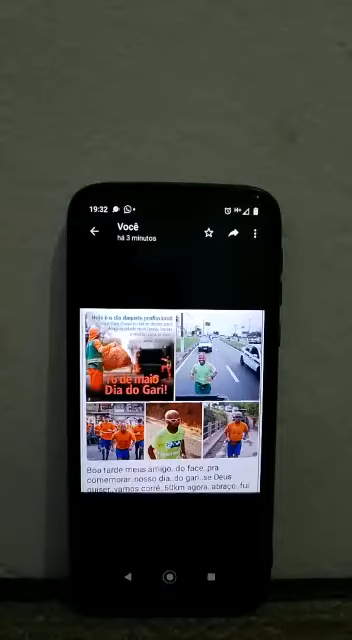 19:32
H+
Você
há 3 minutos
Hoje é o dia daquele profissional
16 de maio
Dia do Gari!
Boa tarde meus amigo..do face..pra
comemorar..nosso dia..do gari..se Deus
quiser..vamos corrê..60km agora..abraço..fui